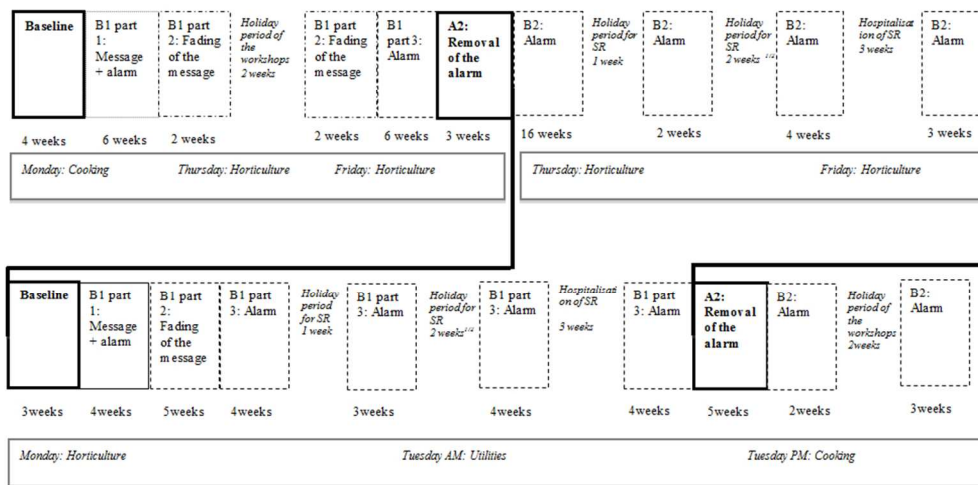 Baseline
B1 part
1:
Message
+ alarm
B1 part
2: Fading
of the
message
Holiday
period of
the
workshops
2 weeks
B1 part
2: Fading
of the
message
B1
part 3:
Alarm
A2:
Removal
of the
alarm
B2:
Alarm
Holiday
period for
SR
1 week
B2:
Alarm
Holiday
period for
SR
2 weeks 1/2
B2:
Alarm
Hospitalisat
ion of SR
3 weeks
B2:
Alarm
4 weeks 6 weeks 2 weeks 2 weeks 6 weeks 3 weeks 16 weeks 2 weeks 4 weeks 3 weeks
Monday: Cooking Thursday: Horticulture Friday: Horticulture
Thursday: Horticulture Friday: Horticulture
Baseline
B1 part
1:
Message
+ alarm
B1 part
2:
Fading
of the
message
B1 part
3: Alarm
Holiday
period
for SR
1 week
B1 part
3: Alarm
Holiday
period for
SR
2 weeks1/2
B1 part
3: Alarm
Hospitalisati
on of SR
3 weeks
B1 part
3: Alarm
A2:
Removal
of the
alarm
B2:
Alarm
Holiday
period of
the
workshops
2weeks
B2:
Alarm
3weeks 4weeks 5weeks 4weeks 3weeks 4weeks 4weeks 5weeks 2weeks 3weeks
Monday: Horticulture Tuesday AM: Utilities Tuesday PM: Cooking